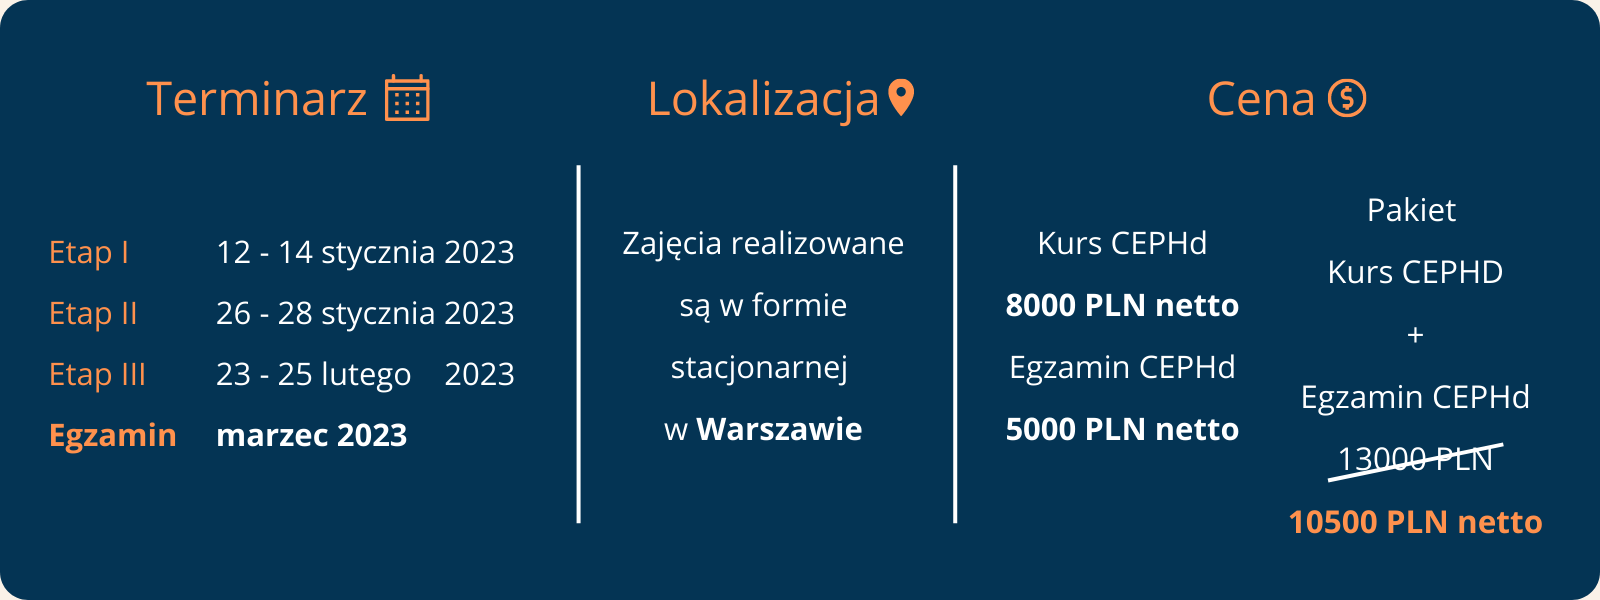 Terminarz
Etap I 12 - 14 stycznia 2023
Etap II 26 - 28 stycznia 2023
Etap III 23 - 25 lutego 2023
Egzamin marzec 2023
Lokalizacja
Zajęcia realizowane
są w formie
stacjonarnej
w Warszawie
Cena
Kurs CEPHd
8000 PLN netto
Egzamin CEPHd
5000 PLN netto
Pakiet
Kurs CEPHD
+
Egzamin CEPHd
13000 PLN
10500 PLN netto